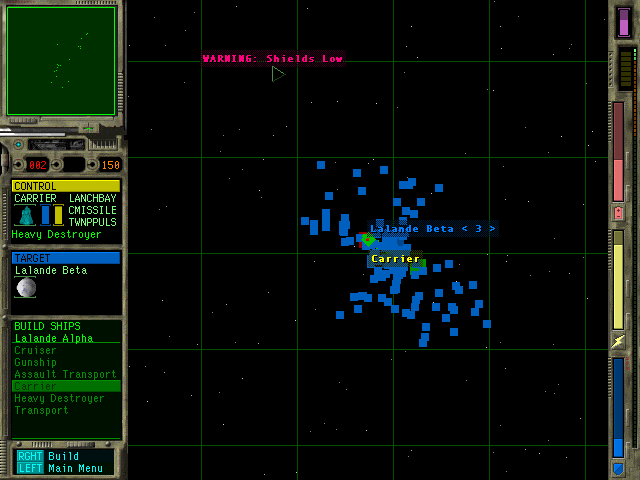 WARNING: Shields Low
002 150
CONTROL
CARRIER LANCHBAY
CMISSILE
TWNPPULS
Heavy Destroyer
TARGET
Lalande Beta
Lalande Beta < 3 >
Carrier
BUILD SHIPS
Lalande Alpha
Cruiser
Gunship
Assault Transport
Carrier
Heavy Destroyer
Transport
RGHT Build
LEFT Main Menu